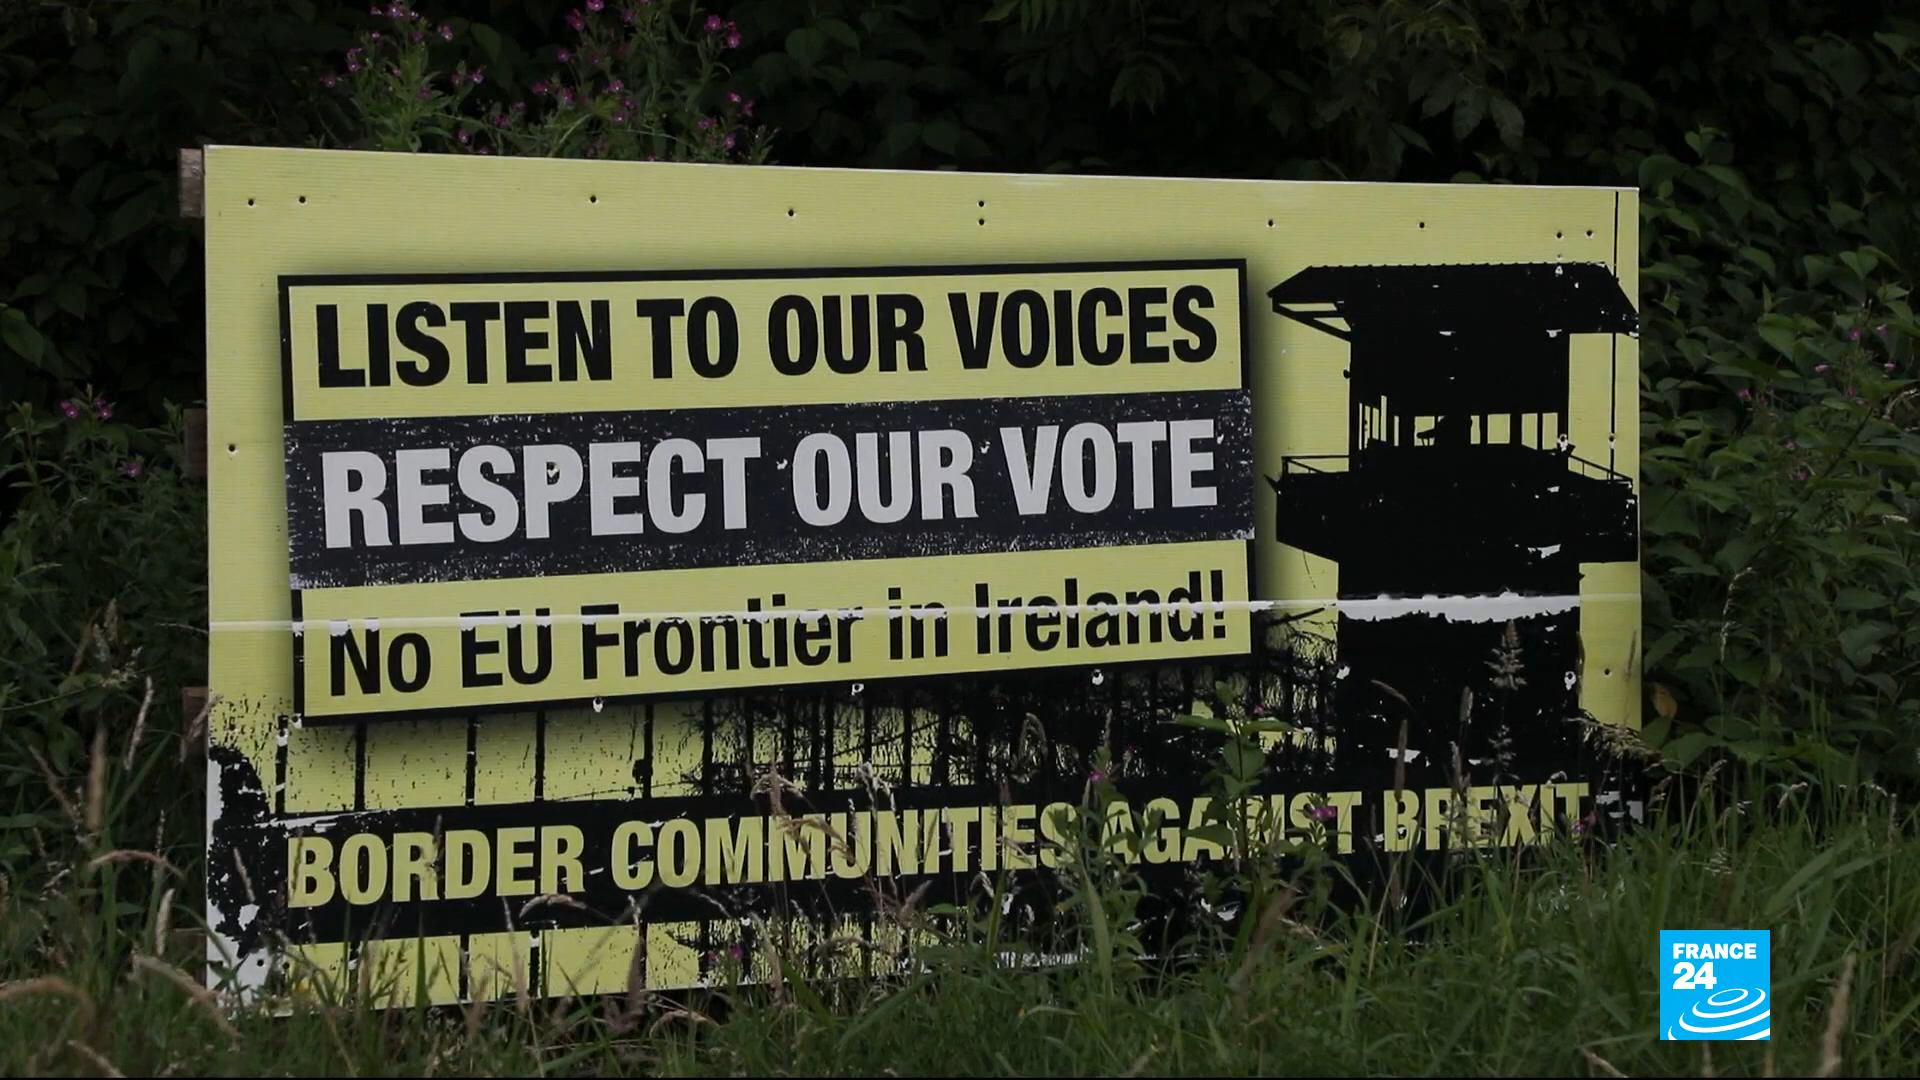 LISTEN TO OUR VOICES
RESPECT OUR VOTE
No EU Frontier in Ireland!
BORDER COMMUNITIES AGAINST BREXIT
FRANCE
24